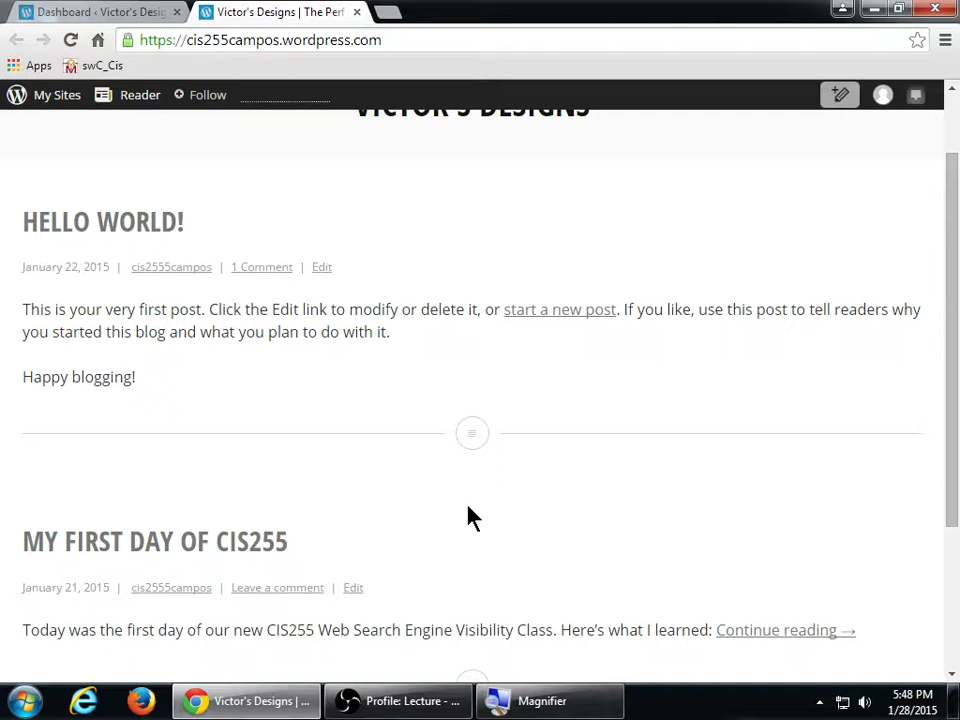 Dashboard ‹ Victor's Desig
Victor's Designs | The Perf
https://cis255campos.wordpress.com
Apps swC_Cis
My Sites Reader Follow
VICTOR'S DESIGNS
HELLO WORLD!
January 22, 2015 | cis2555campos | 1 Comment | Edit
This is your very first post. Click the Edit link to modify or delete it, or start a new post. If you like, use this post to tell readers why
you started this blog and what you plan to do with it.
Happy blogging!
MY FIRST DAY OF CIS255
January 21, 2015 | cis2555campos | Leave a comment | Edit
Today was the first day of our new CIS255 Web Search Engine Visibility Class. Here's what I learned: Continue reading →
Victor's Designs | ...
Profile: Lecture - ...
Magnifier
5:48 PM
1/28/2015